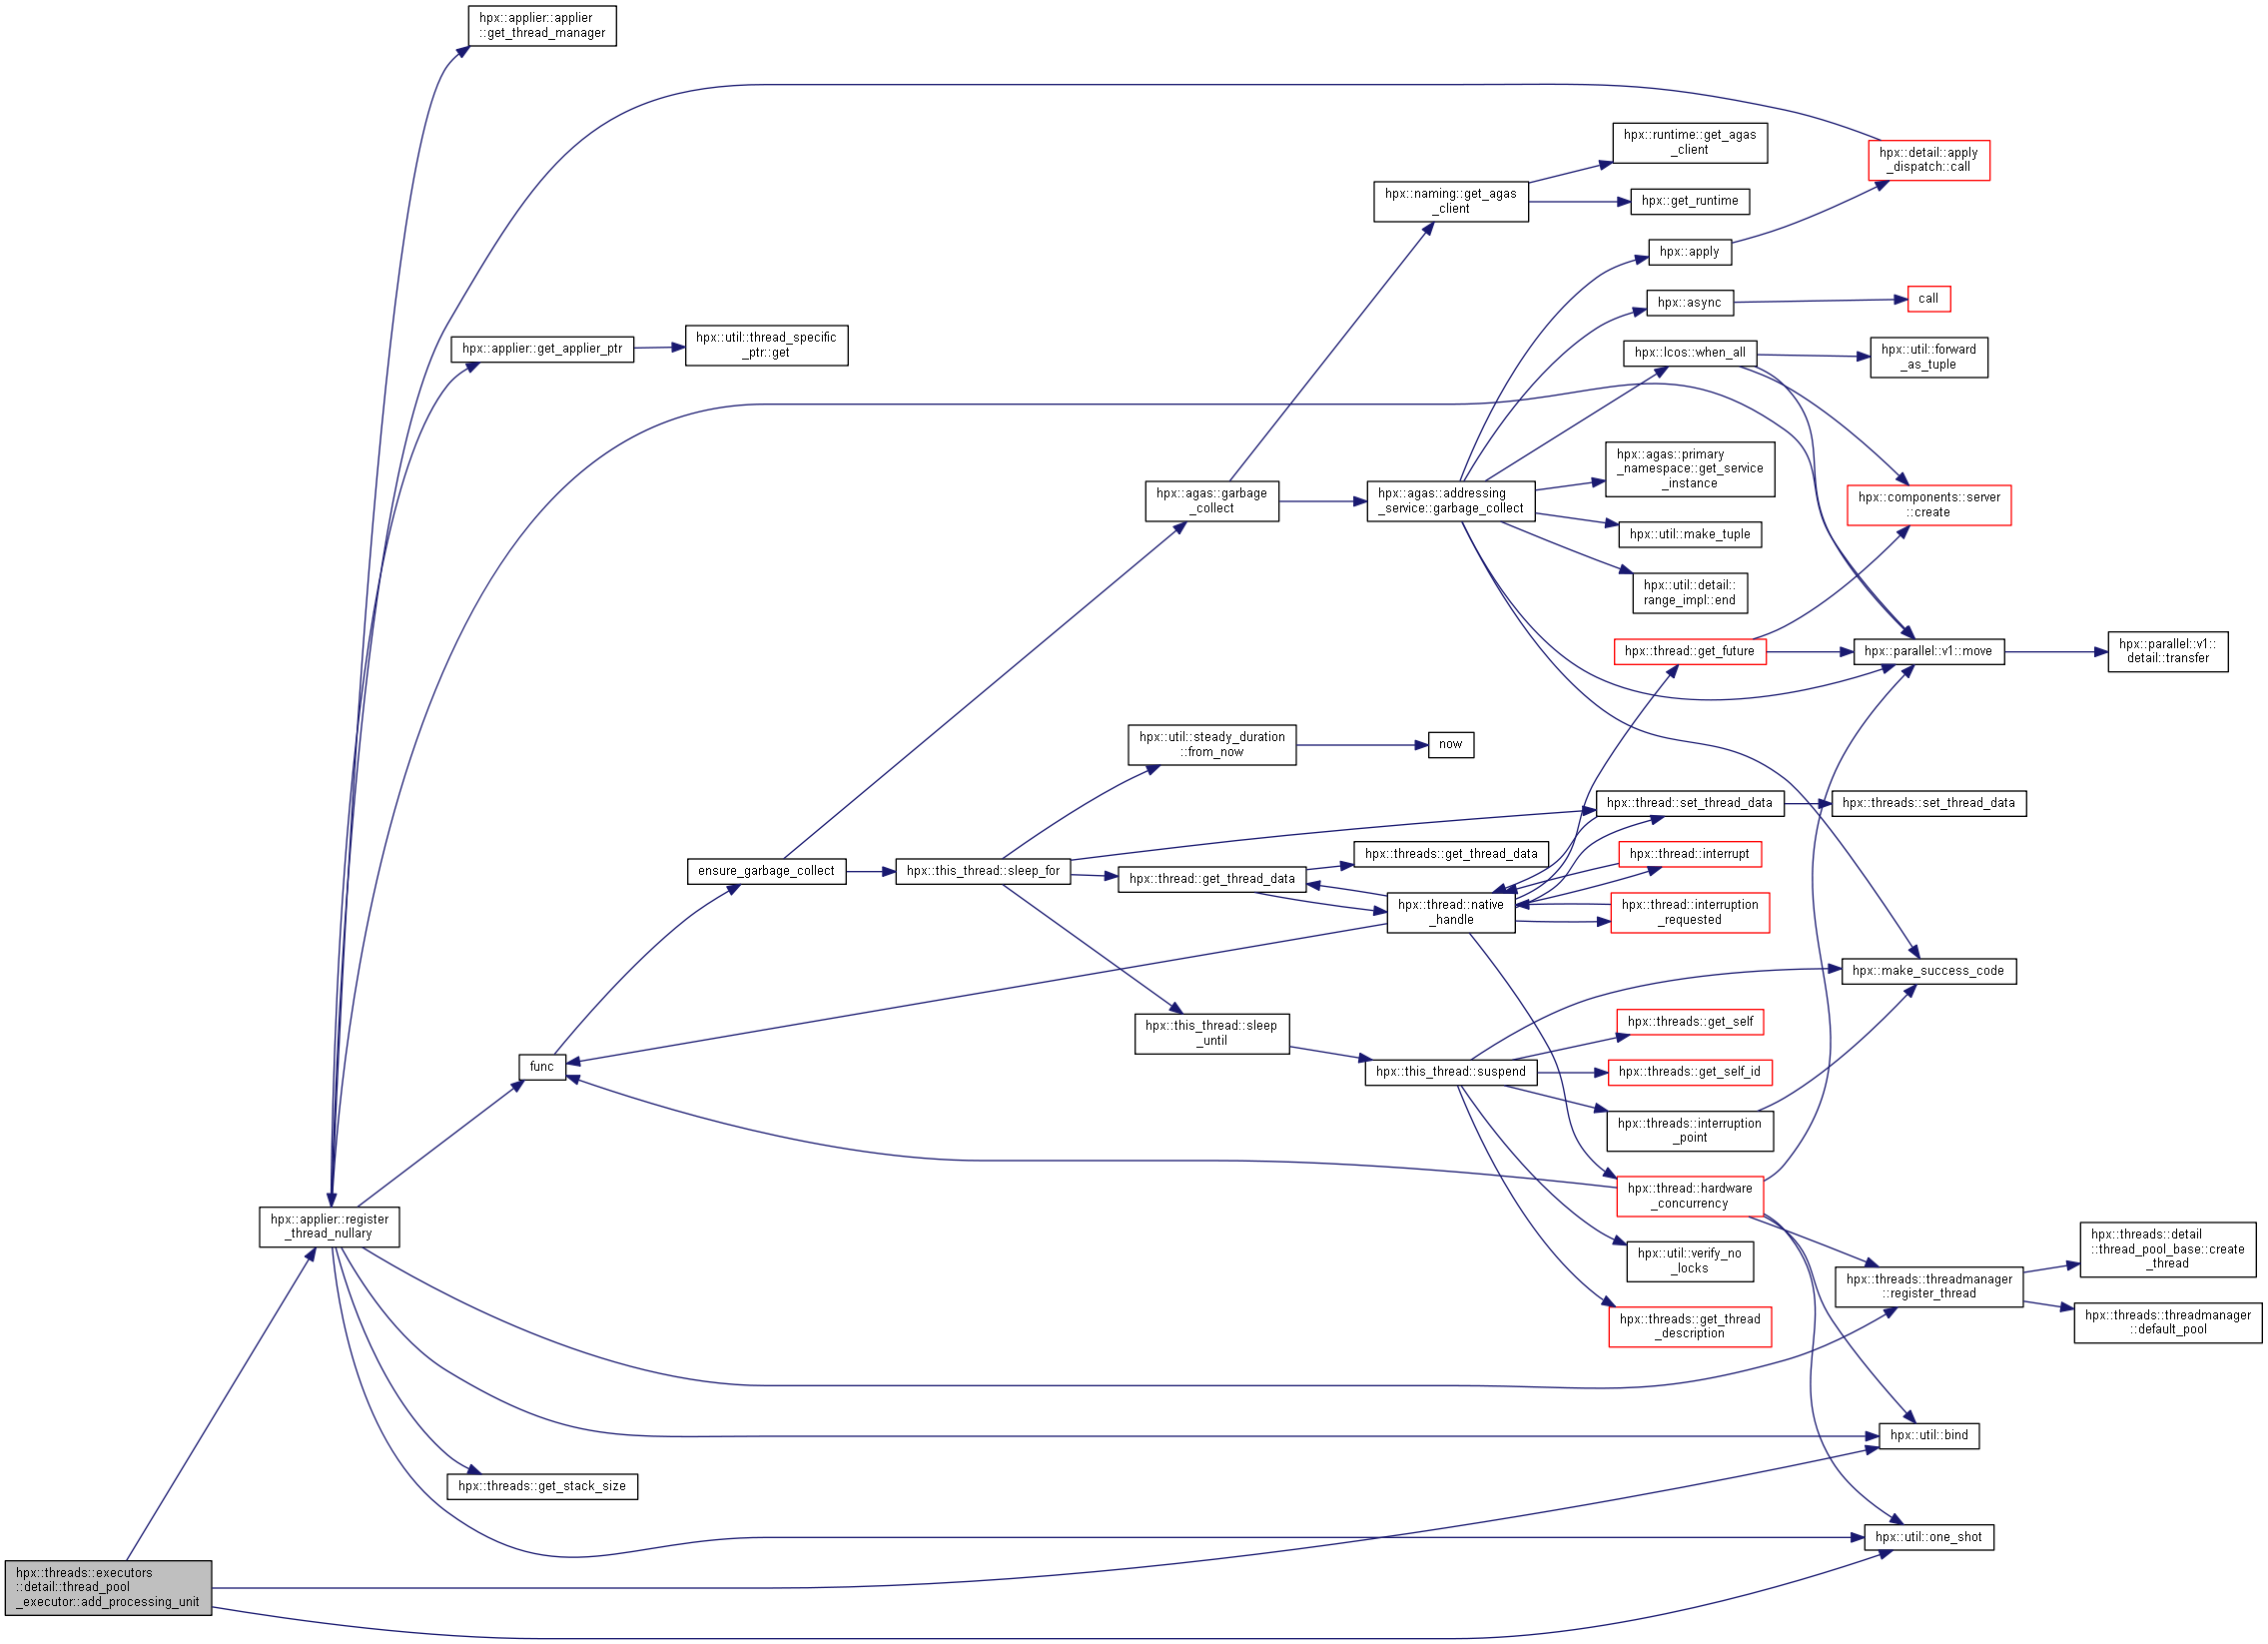 hpx::applier::applier
::get_thread_manager
hpx::runtime::get_agas
_client
hpx::detail::apply
_dispatch::call
hpx::naming::get_agas
_client
hpx::get_runtime
hpx::apply
hpx::async
call
hpx::applier::get_applier_ptr
hpx::util::thread_specific
_ptr::get
hpx::lcos::when_all
hpx::util::forward
_as_tuple
hpx::agas::primary
_namespace::get_service
_instance
hpx::agas::garbage
_collect
hpx::agas::addressing
_service::garbage_collect
hpx::components::server
::create
hpx::util::make_tuple
hpx::util::detail::
range_impl::end
hpx::thread::get_future
hpx::parallel::v1::move
hpx::parallel::v1::
detail::transfer
hpx::util::steady_duration
::from_now
now
hpx::thread::set_thread_data
hpx::threads::set_thread_data
ensure_garbage_collect
hpx::this_thread::sleep_for
hpx::thread::get_thread_data
hpx::threads::get_thread_data
hpx::thread::interrupt
hpx::thread::native
_handle
hpx::thread::interruption
_requested
hpx::make_success_code
hpx::this_thread::sleep
_until
hpx::threads::get_self
func
hpx::this_thread::suspend
hpx::threads::get_self_id
hpx::threads::interruption
_point
hpx::thread::hardware
_concurrency
hpx::applier::register
_thread_nullary
hpx::util::verify_no
_locks
hpx::threads::detail
::thread_pool_base::create
_thread
hpx::threads::threadmanager
::register_thread
hpx::threads::get_thread
_description
hpx::threads::threadmanager
::default_pool
hpx::util::bind
hpx::threads::get_stack_size
hpx::util::one_shot
hpx::threads::executors
::detail::thread_pool
_executor::add_processing_unit